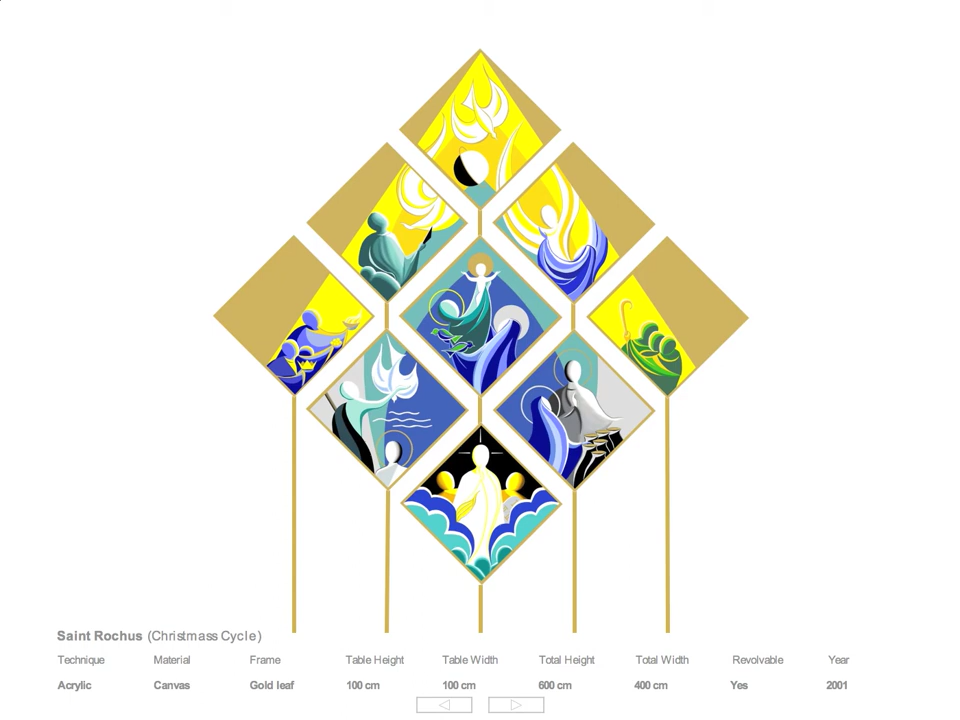 Saint Rochus (Christmass Cycle)
Technique Material Frame Table Height Table Width Total Height Total Width Revolvable Year
Acrylic Canvas Gold leaf 100 cm 100 cm 600 cm 400 cm Yes 2001